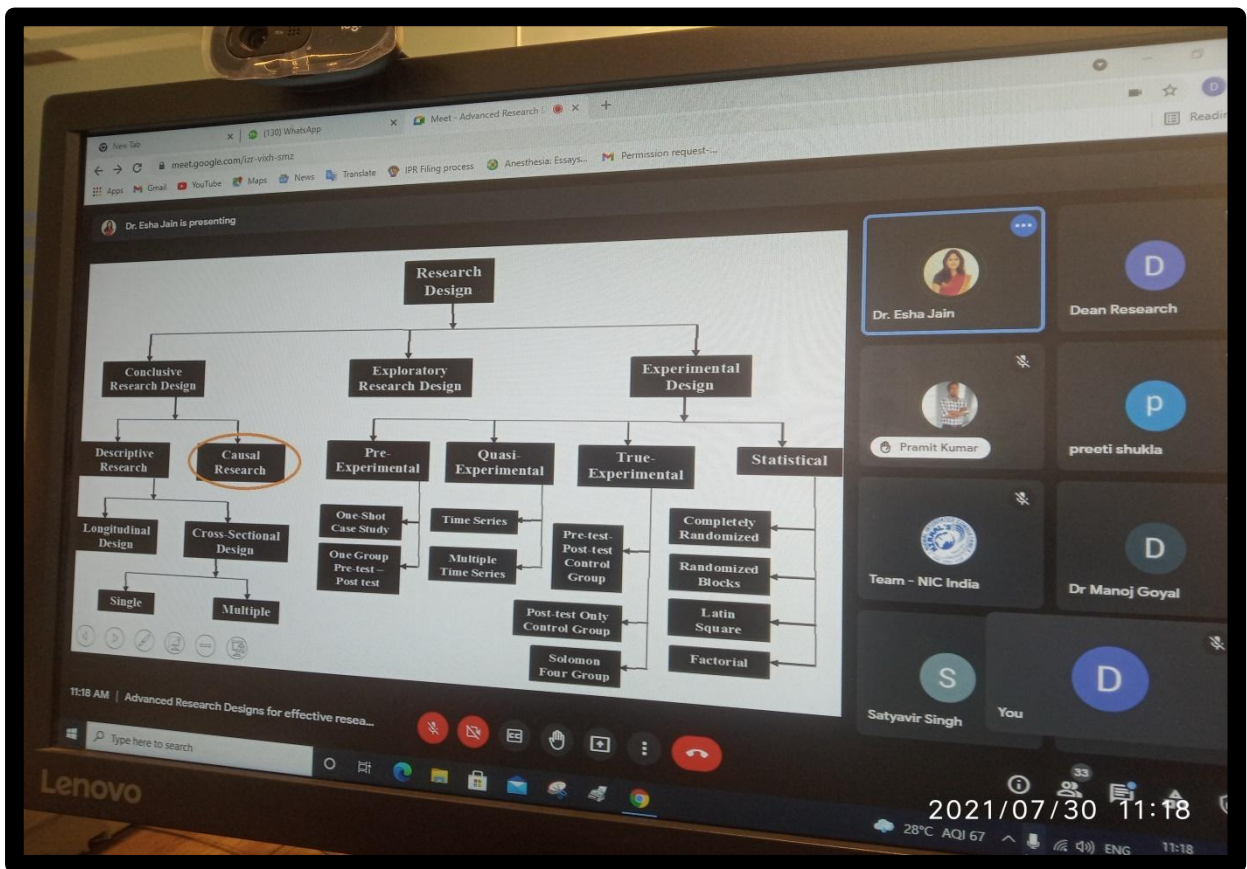 New Tab
(130) WhatsApp
Meet - Advanced Research
meet.google.com/izr-vixh-smz
Apps
Gmail
YouTube
Maps
News
Translate
IPR Filing process
Anesthesia: Essays...
Permission request-...
Dr. Esha Jain is presenting
Research
Design
Conclusive
Research Design
Exploratory
Research Design
Experimental
Design
Descriptive
Research
Causal
Research
Pre-
Experimental
Quasi-
Experimental
True-
Experimental
Statistical
Longitudinal
Design
Cross-Sectional
Design
Single
Multiple
One-Shot
Case Study
One Group
Pre-test –
Post test
Time Series
Multiple
Time Series
Pre-test-
Post-test
Control
Group
Post-test Only
Control Group
Solomon
Four Group
Completely
Randomized
Randomized
Blocks
Latin
Square
Factorial
Dr. Esha Jain
D
Dean Research
Pramit Kumar
p
preeti shukla
Team - NIC India
D
Dr Manoj Goyal
S
Satyavir Singh
D
You
11:18 AM | Advanced Research Designs for effective resea...
33
Type here to search
Lenovo
2021/07/30 11:18
28°C AQI 67
ENG
11:18